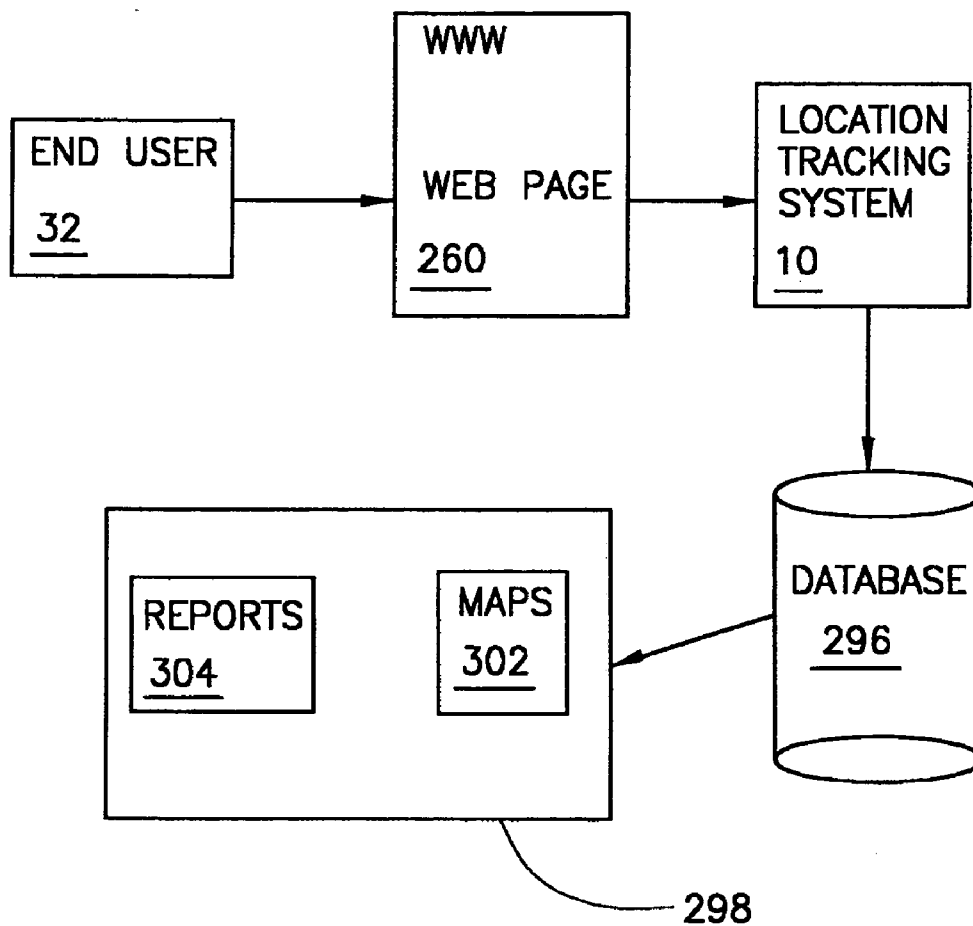 WWW
WEB PAGE
260
END USER
32
LOCATION
TRACKING
SYSTEM
10
DATABASE
296
REPORTS
304
MAPS
302
298